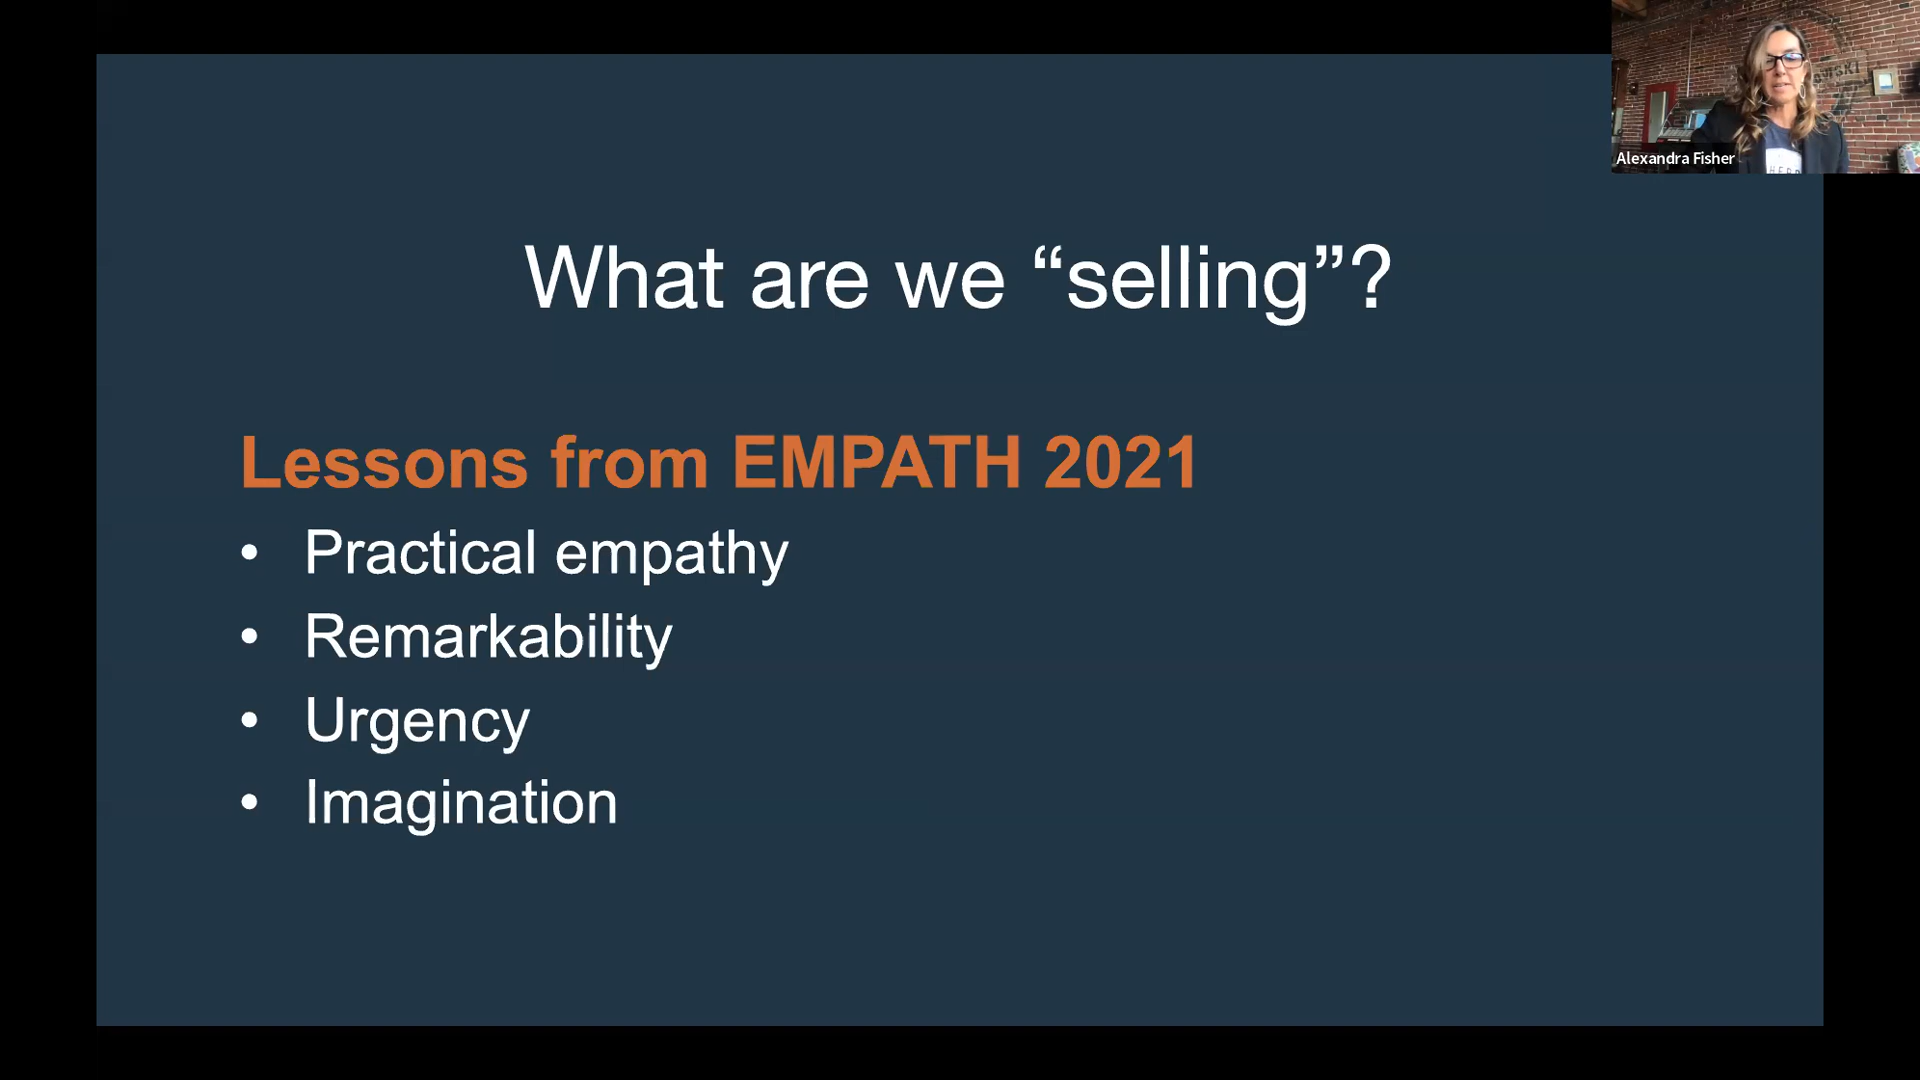 What are we “selling”?
Lessons from EMPATH 2021
• Practical empathy
• Remarkability
• Urgency
• Imagination
Alexandra Fisher